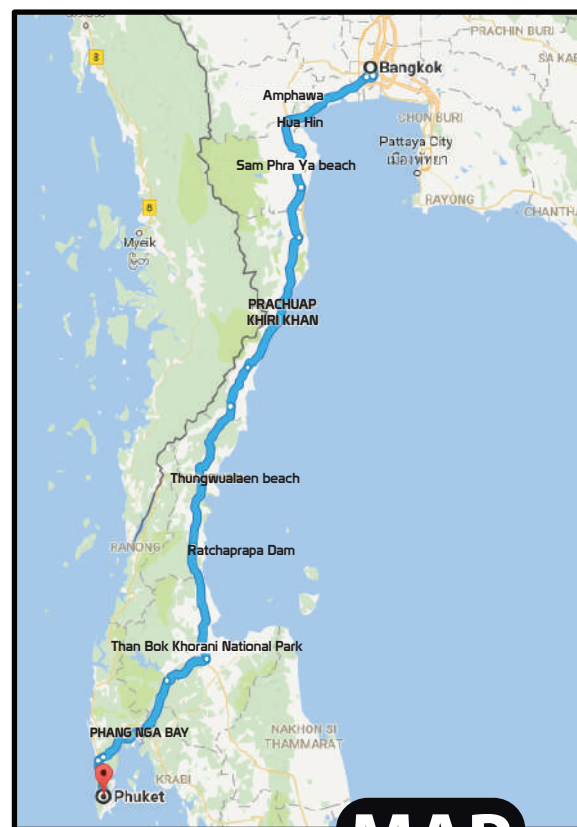 PRACHIN BURI
8
SA KA
Bangkok
Amphawa
CHON BURI
Hua Hin
Pattaya City
เมืองพัทยา
Sam Phra Ya beach
RAYONG
CHANTHA
8
Myeik
PRACHUAP
KHIRI KHAN
Thungwualaen beach
RANONG
Ratchaprapa Dam
Than Bok Khorani National Park
PHANG NGA BAY
NAKHON SI
THAMMARAT
KRABI
Phuket
MAP